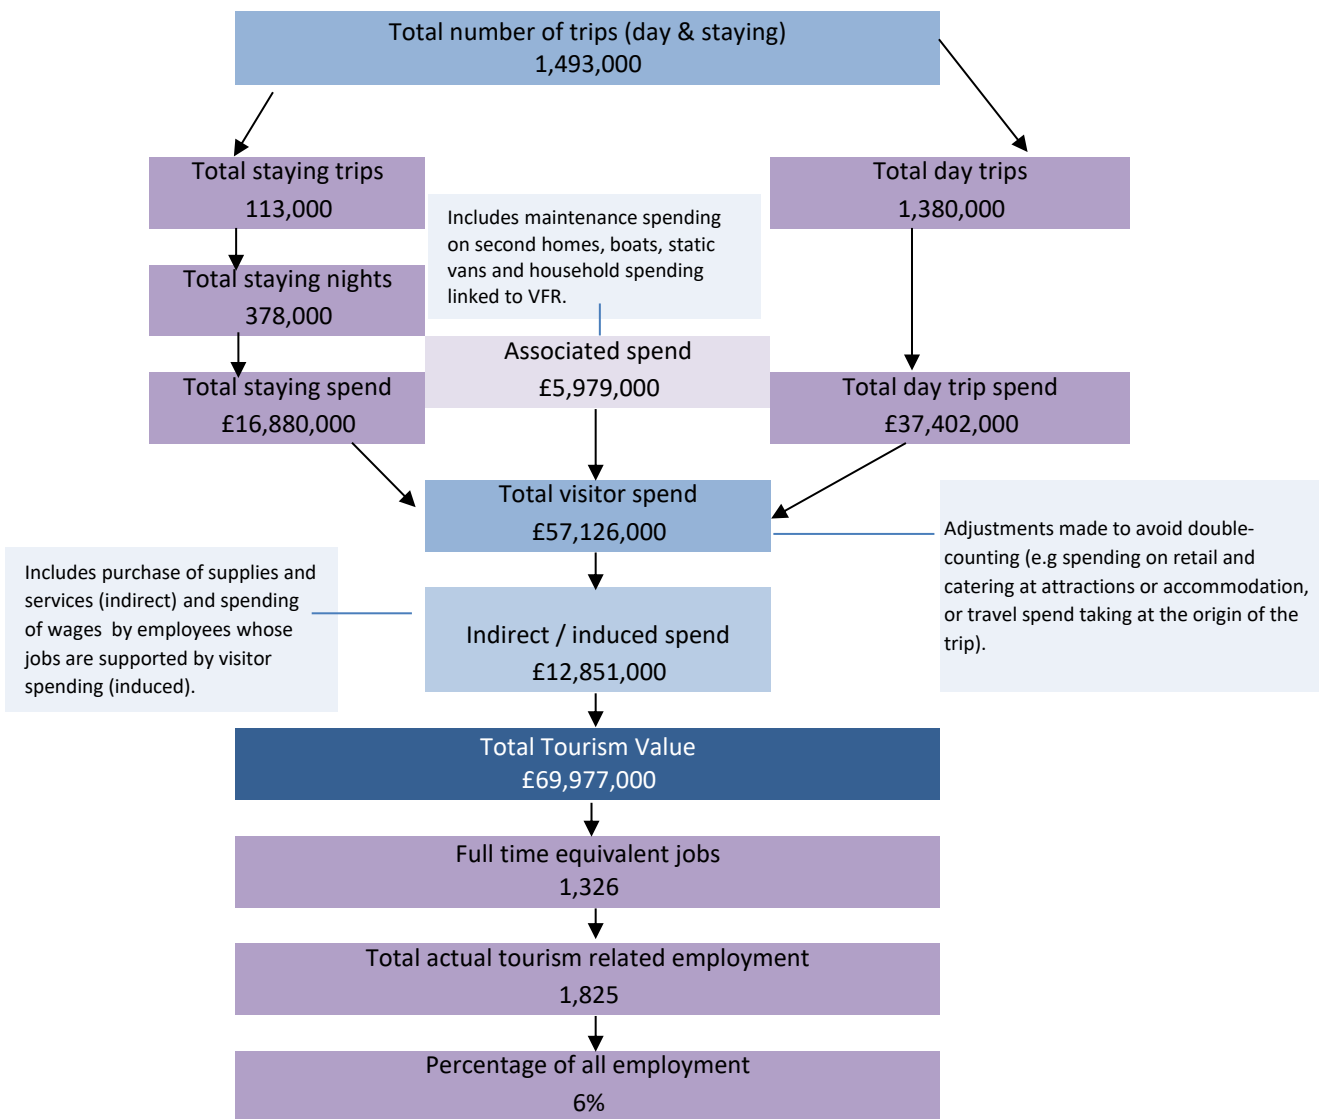 Total number of trips (day & staying)
1,493,000
Total staying trips
113,000
Total day trips
1,380,000
Includes maintenance spending
on second homes, boats, static
vans and household spending
linked to VFR.
Total staying nights
378,000
Associated spend
£5,979,000
Total staying spend
£16,880,000
Total day trip spend
£37,402,000
Total visitor spend
£57,126,000
Adjustments made to avoid double-
counting (e.g spending on retail and
catering at attractions or accommodation,
or travel spend taking at the origin of the
trip).
Includes purchase of supplies and
services (indirect) and spending
of wages  by employees whose
jobs are supported by visitor
spending (induced).
Indirect / induced spend
£12,851,000
Total Tourism Value
£69,977,000
Full time equivalent jobs
1,326
Total actual tourism related employment
1,825
Percentage of all employment
6%